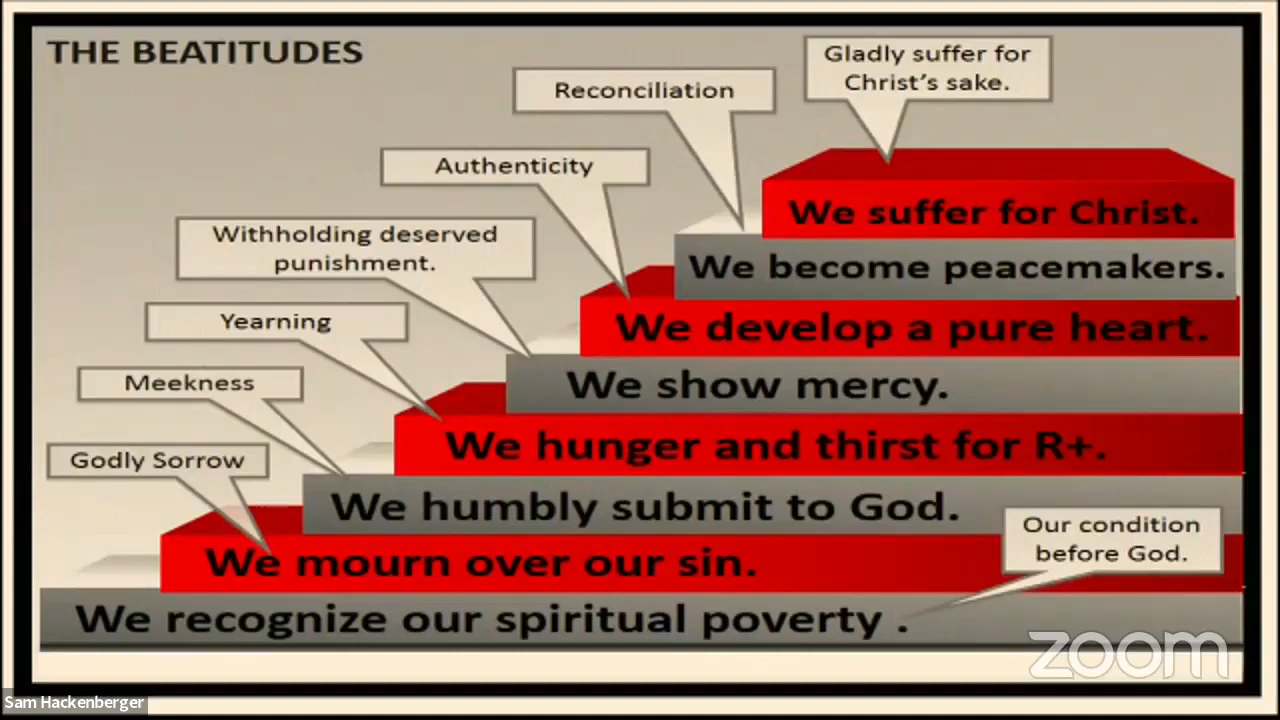 THE BEATITUDES
Gladly suffer for
Christ's sake.
Reconciliation
Authenticity
We suffer for Christ.
Withholding deserved
punishment.
We become peacemakers.
Yearning
We develop a pure heart.
Meekness
We show mercy.
Godly Sorrow
We hunger and thirst for R+.
We humbly submit to God.
Our condition
before God.
We mourn over our sin.
We recognize our spiritual poverty .
zoom
Sam Hackenberger